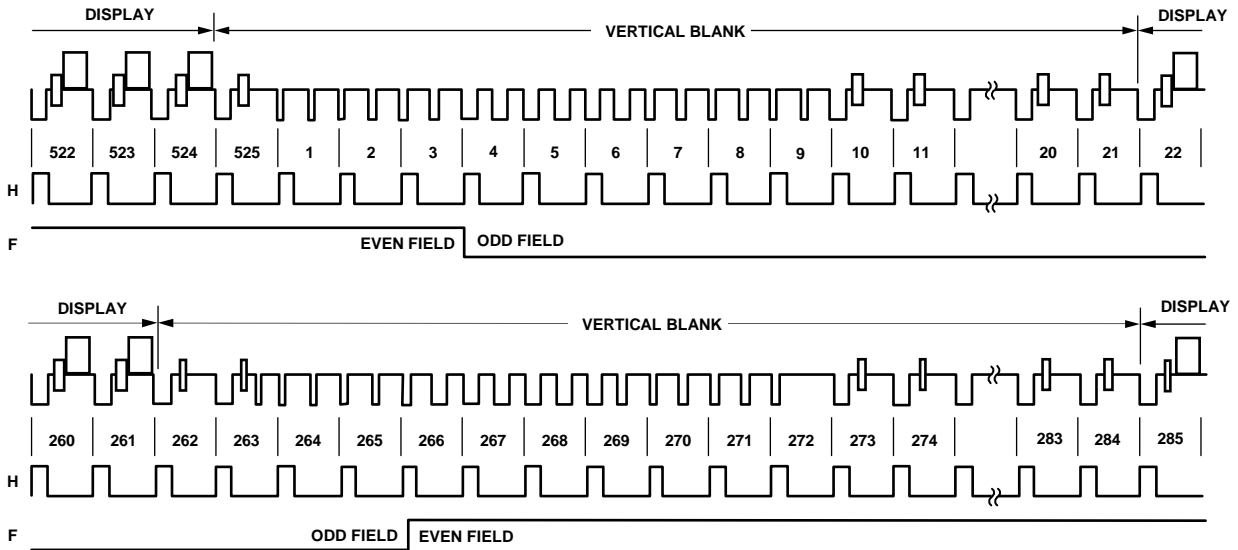 DISPLAY VERTICAL BLANK DISPLAY
522 523 524 525 1 2 3 4 5 6 7 8 9 10 11 20 21 22
H
F EVEN FIELD ODD FIELD
DISPLAY VERTICAL BLANK DISPLAY
260 261 262 263 264 265 266 267 268 269 270 271 272 273 274 283 284 285
H
F ODD FIELD EVEN FIELD